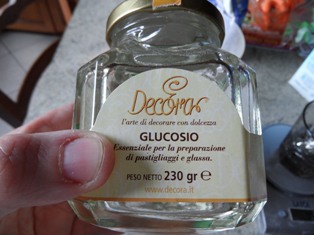 Decora
l'arte di decorare con dolcezza
GLUCOSIO
Essenziale per la preparazione
di pastigliaggi e glassa.
PESO NETTO 230 gr e
www.decora.it